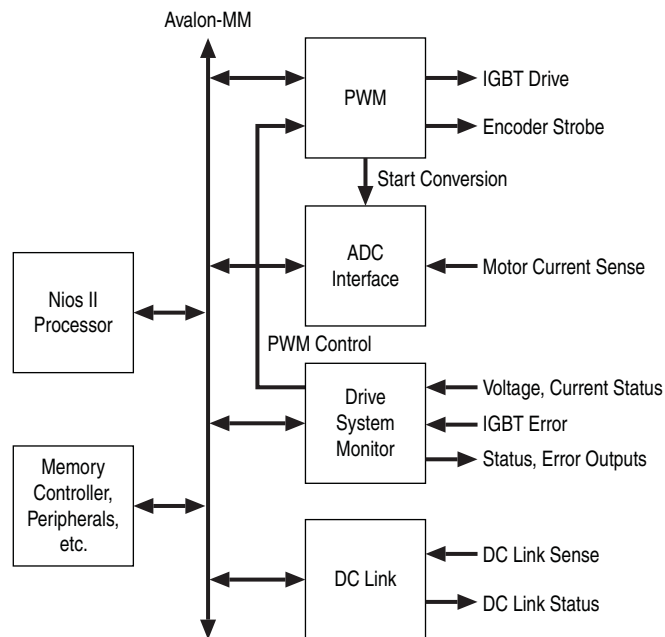 Avalon-MM
PWM
IGBT Drive
Encoder Strobe
Start Conversion
ADC
Interface
Motor Current Sense
Nios II
Processor
PWM Control
Drive
System
Monitor
Voltage, Current Status
IGBT Error
Status, Error Outputs
Memory
Controller,
Peripherals,
etc.
DC Link
DC Link Sense
DC Link Status